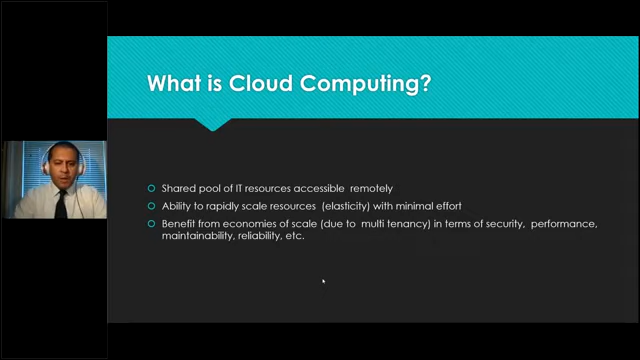 What is Cloud Computing?
Shared pool of IT resources accessible remotely
Ability to rapidly scale resources (elasticity) with minimal effort
Benefit from economies of scale (due to multi tenancy) in terms of security, performance,
maintainability, reliability, etc.